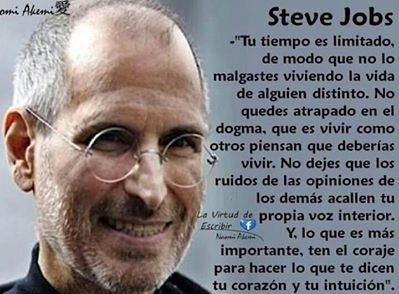 omi Akemi愛
Steve Jobs
-"Tu tiempo es limitado,
de modo que no lo
malgastes viviendo la vida
de alguien distinto. No
quedes atrapado en el
dogma, que es vivir como
otros piensan que deberías
vivir. No dejes que los
ruidos de las opiniones de
los demás acallen tu
propia voz interior.
Y, lo que es más
importante, ten el coraje
para hacer lo que te dicen
tu corazón y tu intuición".
La Virtud de
Escribir f
Naomi Akemi